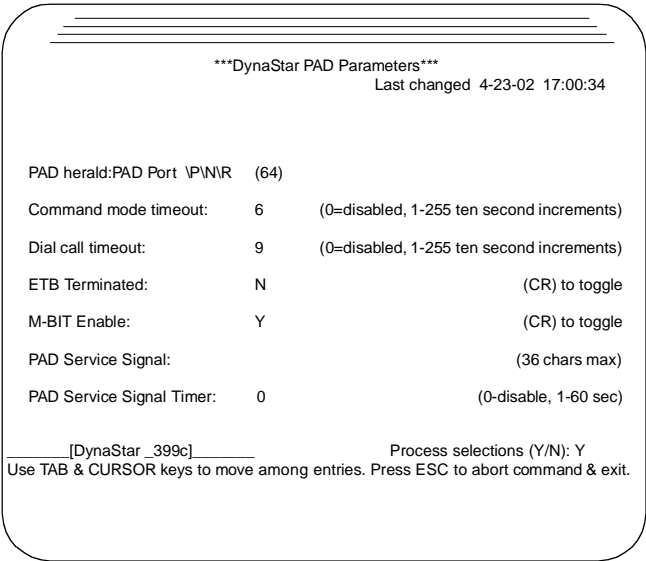 ***DynaStar PAD Parameters***
Last changed 4-23-02 17:00:34
PAD herald:PAD Port \P\N\R (64)
Command mode timeout: 6 (0=disabled, 1-255 ten second increments)
Dial call timeout: 9 (0=disabled, 1-255 ten second increments)
ETB Terminated: N (CR) to toggle
M-BIT Enable: Y (CR) to toggle
PAD Service Signal: (36 chars max)
PAD Service Signal Timer: 0 (0-disable, 1-60 sec)
_______[DynaStar _399c]_______ Process selections (Y/N): Y
Use TAB & CURSOR keys to move among entries. Press ESC to abort command & exit.